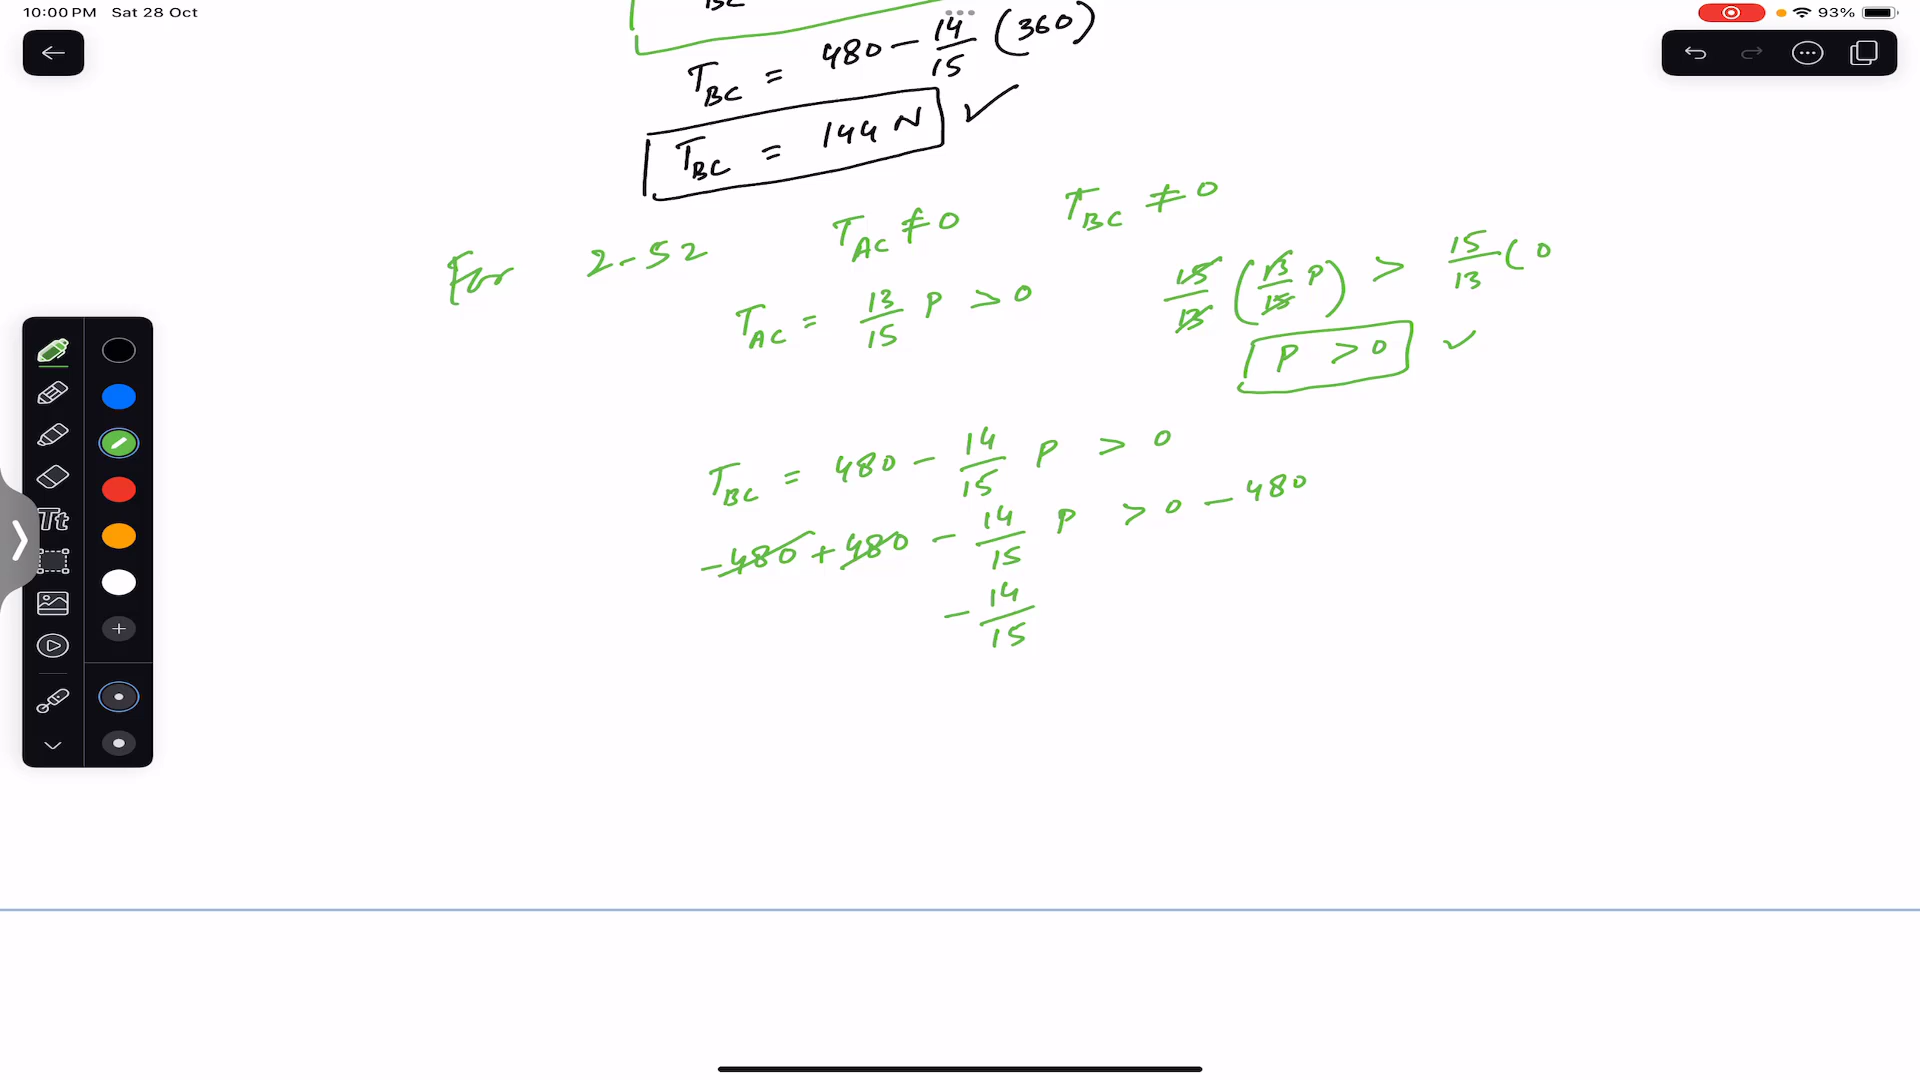 10:00 PM Sat 28 Oct
93%
BC
T_BC = 480 - 14/15 (360)
T_BC = 144 N ✓
For 2-52 T_AC ≠ 0 T_BC ≠ 0
T_AC = 13/15 P > 0
15/13 (13/15 P) > 15/13 ( 0
P > 0 ✓
T_BC = 480 - 14/15 P > 0
-480 + 480 - 14/15 P > 0 - 480
- 14/15
Tt